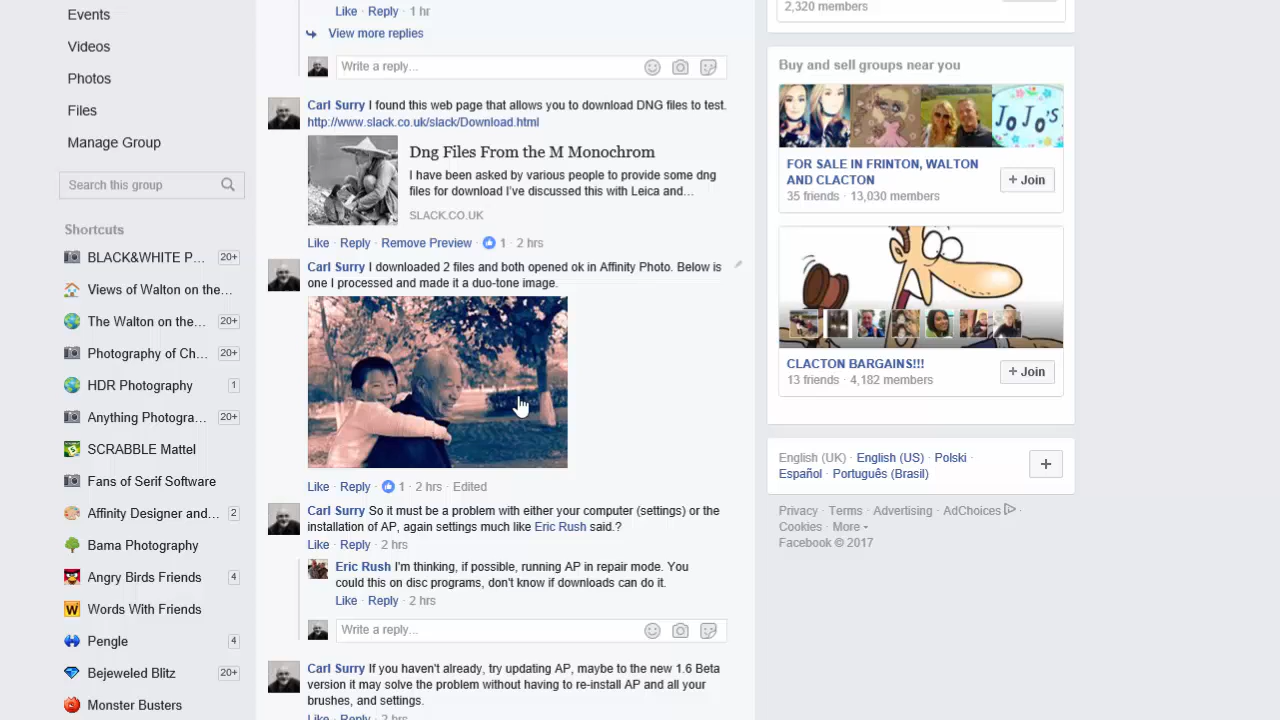 Events
Videos
Photos
Files
Manage Group
Search this group
Shortcuts
BLACK&WHITE P... 20+
Views of Walton on the...
The Walton on the... 20+
Photography of Ch... 20+
HDR Photography 1
Anything Photogra... 20+
SCRABBLE Mattel
Fans of Serif Software
Affinity Designer and... 2
Bama Photography
Angry Birds Friends 4
Words With Friends
Pengle 4
Bejeweled Blitz 20+
Monster Busters
Like · Reply · 1 hr
View more replies
Write a reply...
Carl Surry I found this web page that allows you to download DNG files to test.
http://www.slack.co.uk/slack/Download.html
Dng Files From the M Monochrom
I have been asked by various people to provide some dng
files for download I've discussed this with Leica and...
SLACK.CO.UK
Like · Reply · Remove Preview · 1 · 2 hrs
Carl Surry I downloaded 2 files and both opened ok in Affinity Photo. Below is
one I processed and made it a duo-tone image.
Like · Reply · 1 · 2 hrs · Edited
Carl Surry So it must be a problem with either your computer (settings) or the
installation of AP, again settings much like Eric Rush said.?
Like · Reply · 2 hrs
Eric Rush I'm thinking, if possible, running AP in repair mode. You
could this on disc programs, don't know if downloads can do it.
Like · Reply · 2 hrs
Write a reply...
Carl Surry If you haven't already, try updating AP, maybe to the new 1.6 Beta
version it may solve the problem without having to re-install AP and all your
brushes, and settings.
Like · Reply · 2 hrs
2,320 members
Buy and sell groups near you
JoJo's
FOR SALE IN FRINTON, WALTON
AND CLACTON
35 friends · 13,030 members
+ Join
CLACTON BARGAINS!!!
13 friends · 4,182 members
+ Join
English (UK) · English (US) · Polski ·
Español · Português (Brasil)
+
Privacy · Terms · Advertising · AdChoices ·
Cookies · More
Facebook © 2017